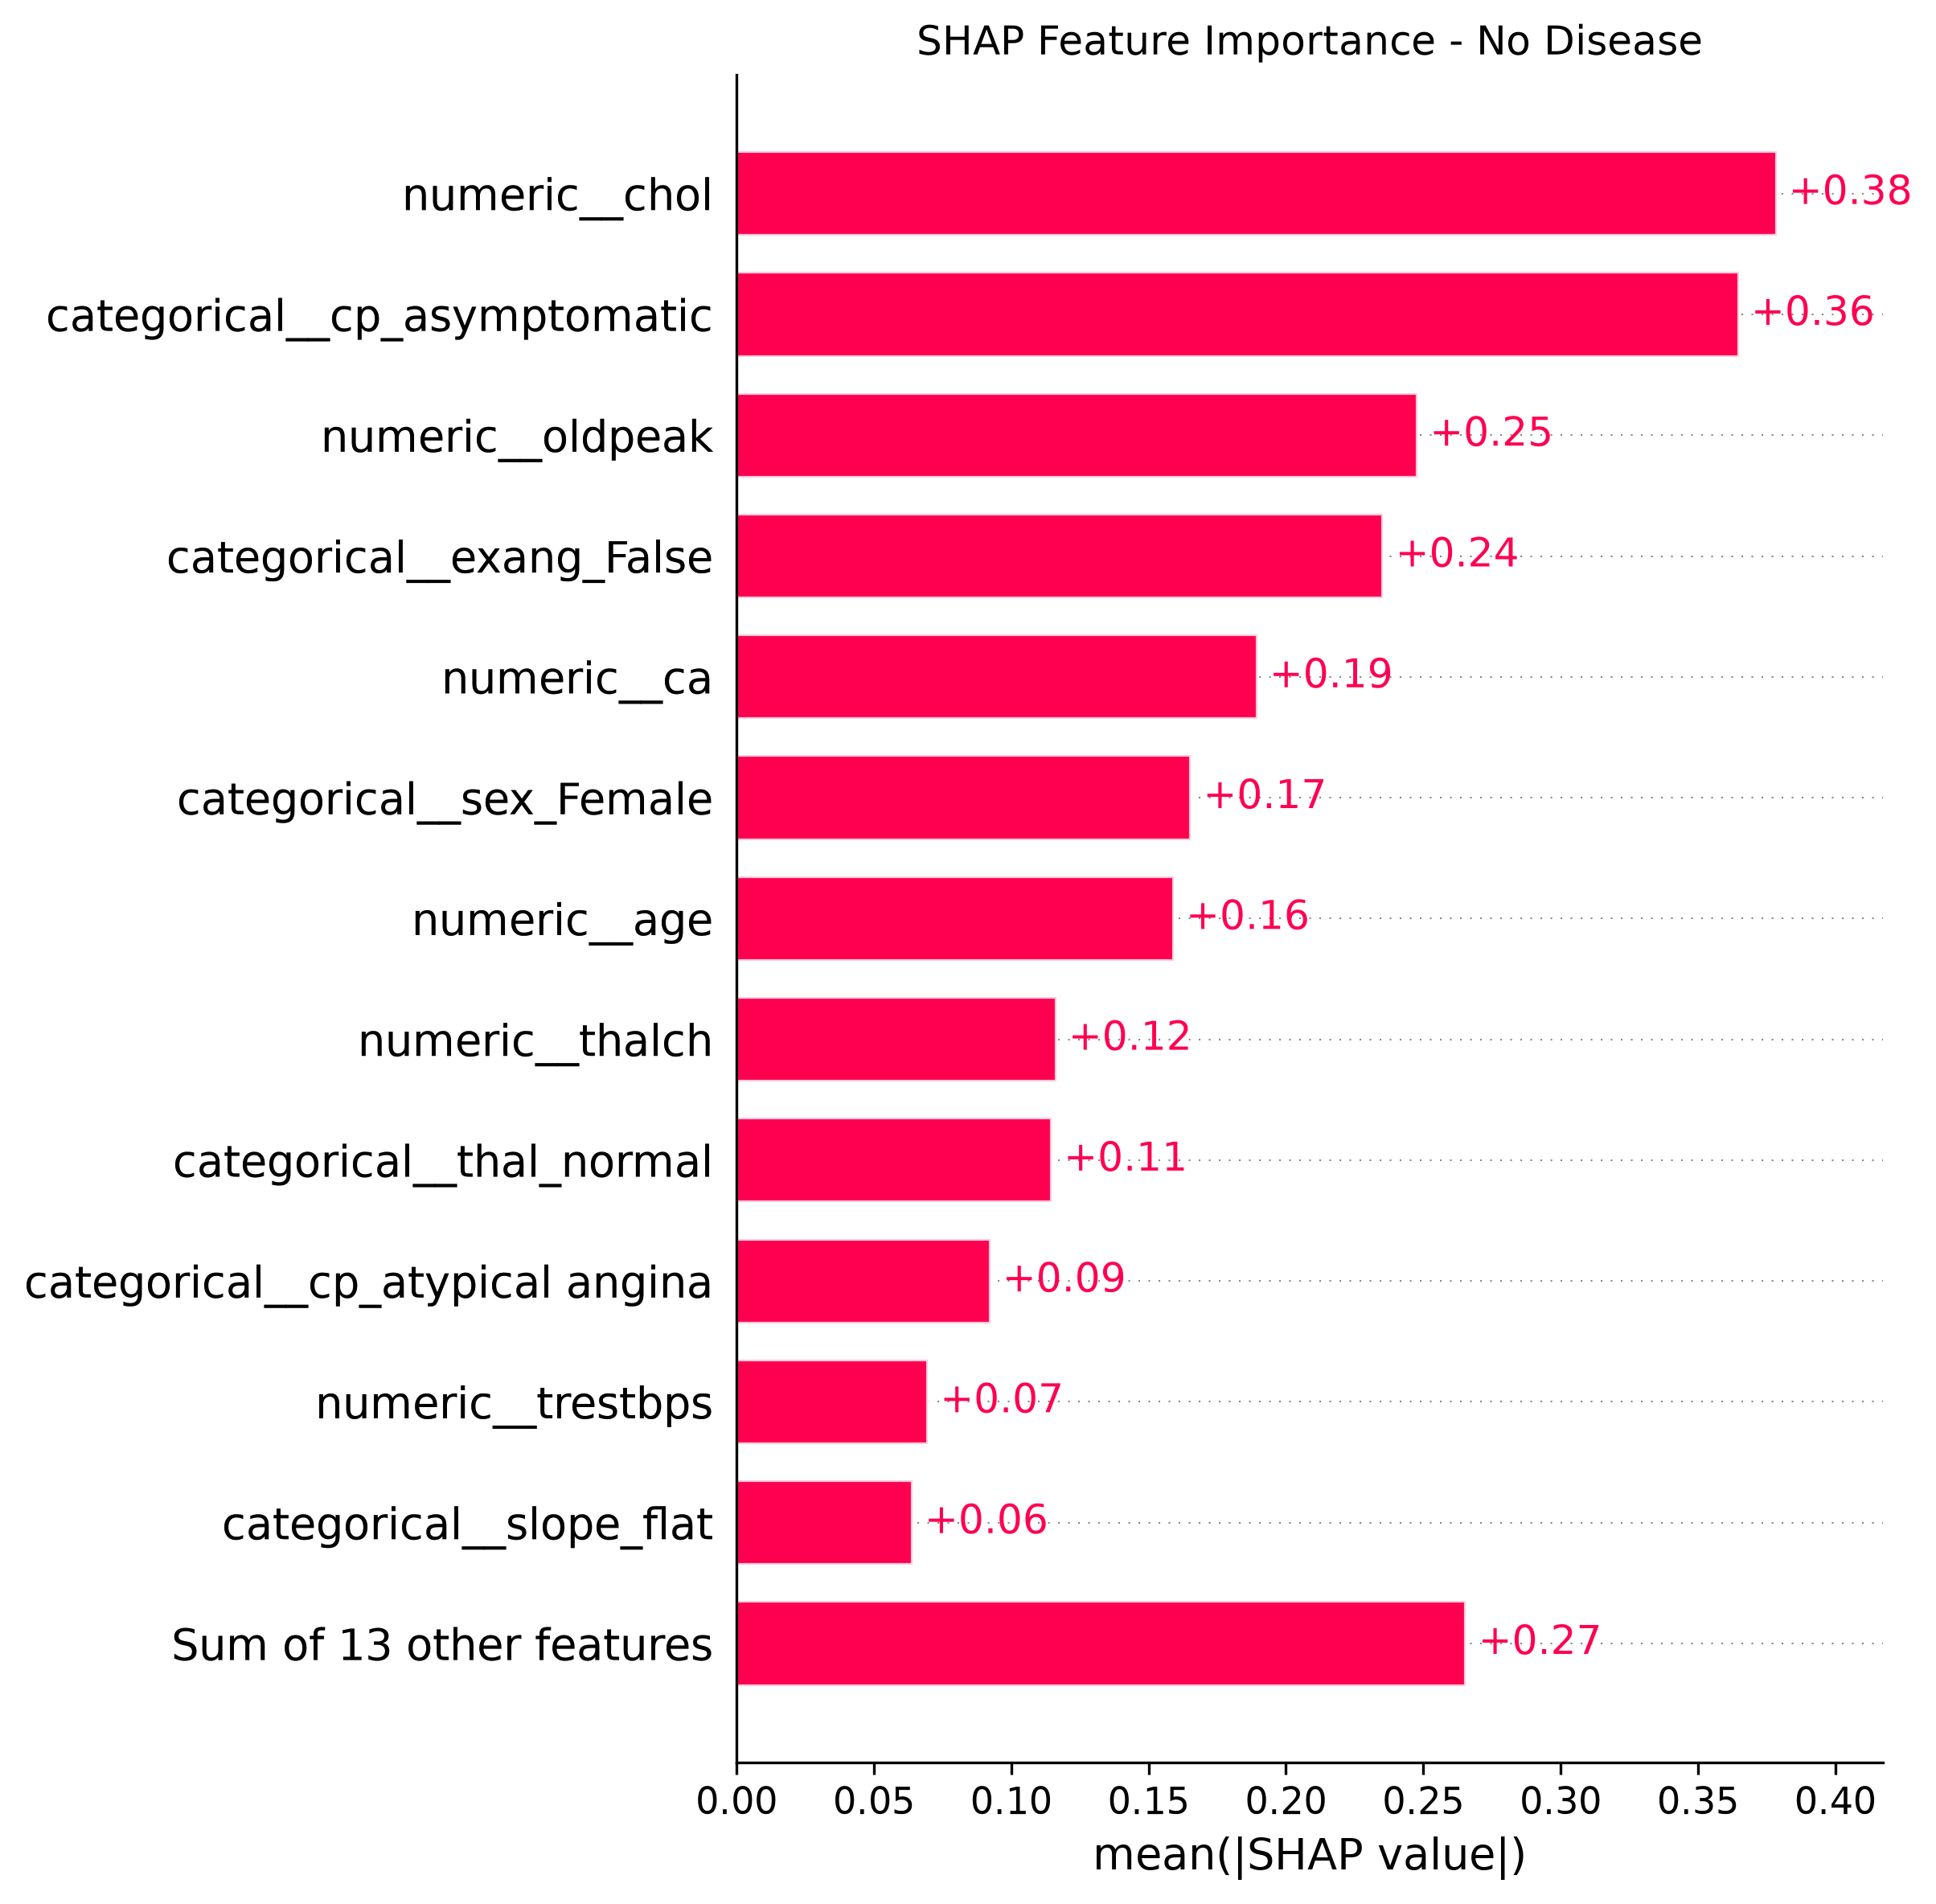 SHAP Feature Importance - No Disease
numeric__chol +0.38
categorical__cp_asymptomatic +0.36
numeric__oldpeak +0.25
categorical__exang_False +0.24
numeric__ca +0.19
categorical__sex_Female +0.17
numeric__age +0.16
numeric__thalch +0.12
categorical__thal_normal +0.11
categorical__cp_atypical angina +0.09
numeric__trestbps +0.07
categorical__slope_flat +0.06
Sum of 13 other features +0.27
0.00 0.05 0.10 0.15 0.20 0.25 0.30 0.35 0.40
mean(|SHAP value|)